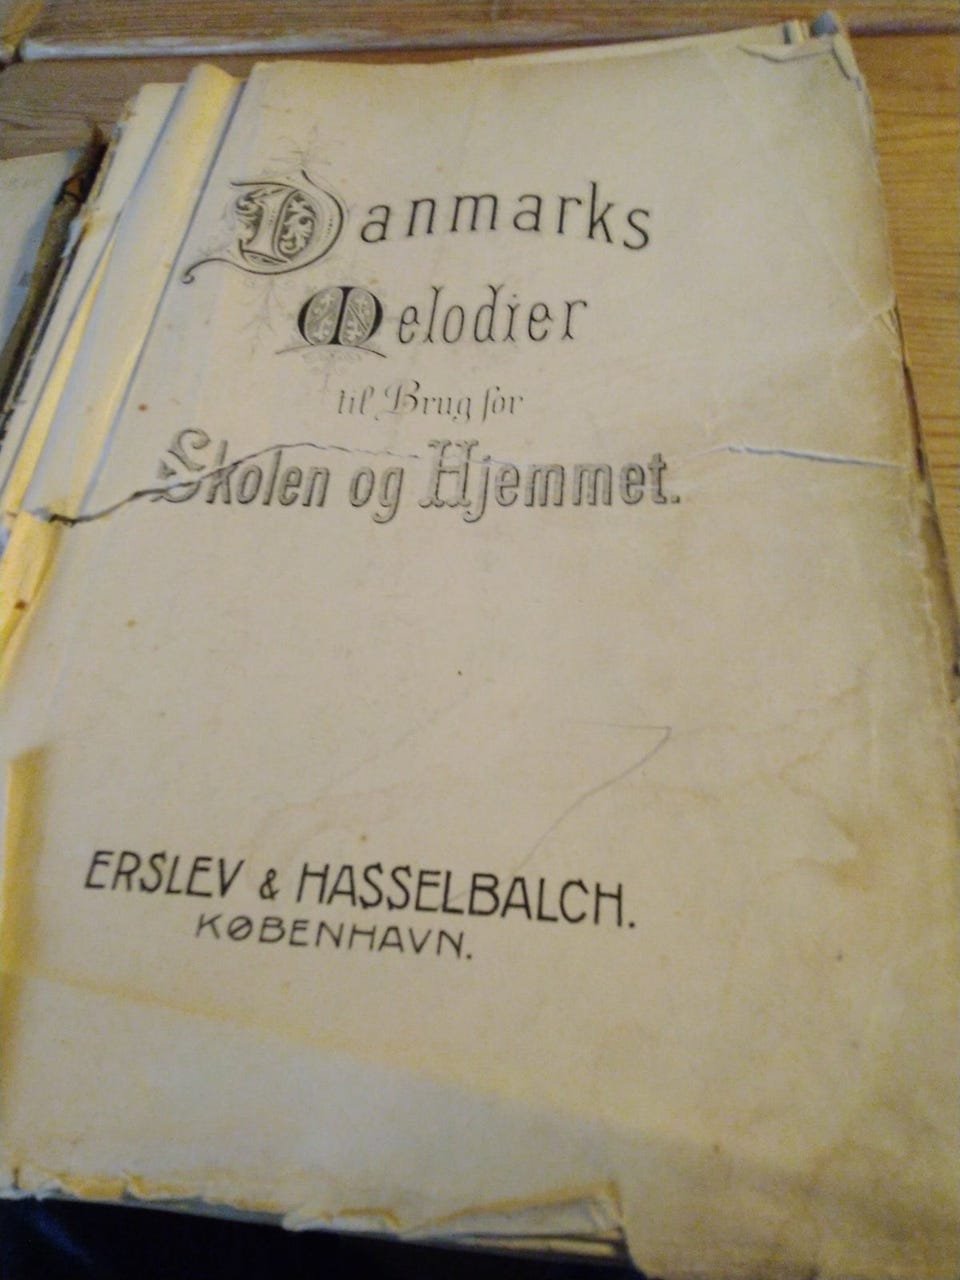 Danmarks
Melodier
til Brug for
Skolen og Hjemmet.
ERSLEV & HASSELBALCH.
KØBENHAVN.